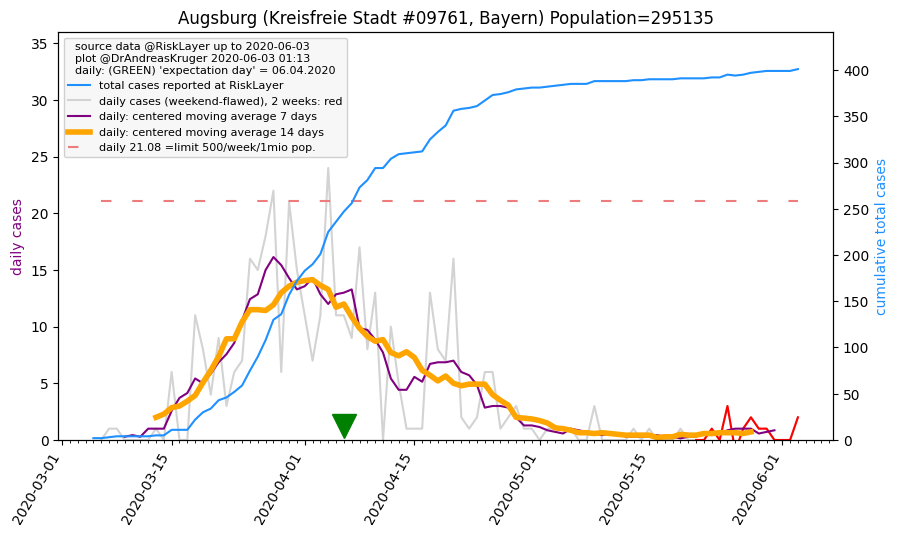 Augsburg (Kreisfreie Stadt #09761, Bayern) Population=295135
source data @RiskLayer up to 2020-06-03
plot @DrAndreasKruger 2020-06-03 01:13
daily: (GREEN) 'expectation day' = 06.04.2020
total cases reported at RiskLayer
daily cases (weekend-flawed), 2 weeks: red
daily: centered moving average 7 days
daily: centered moving average 14 days
daily 21.08 =limit 500/week/1mio pop.
daily cases
35
30
25
20
15
10
5
0
cumulative total cases
400
350
300
250
200
150
100
50
0
2020-03-01
2020-03-15
2020-04-01
2020-04-15
2020-05-01
2020-05-15
2020-06-01